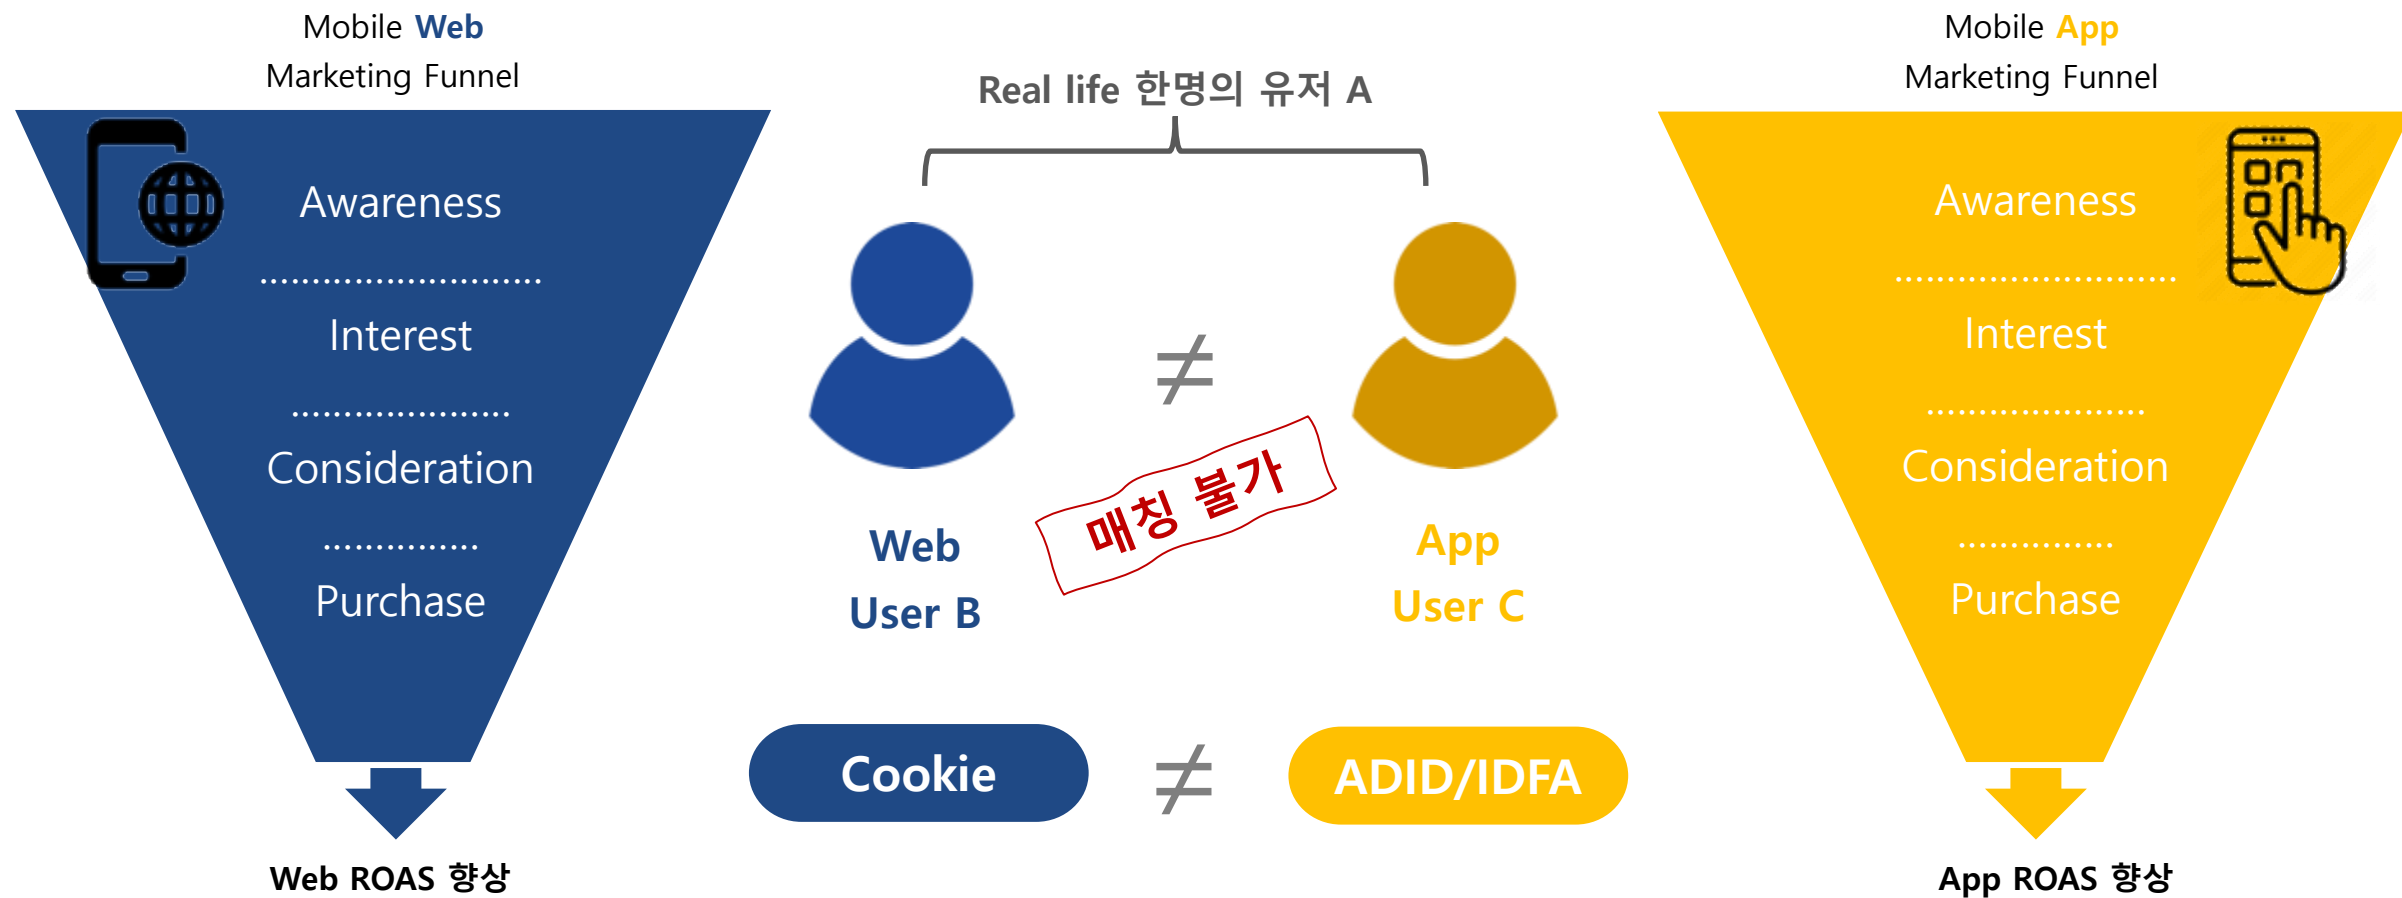 Mobile Web
Marketing Funnel
Awareness
Interest
Consideration
Purchase
Web ROAS 향상
Real life 한명의 유저 A
≠
매칭 불가
Web
User B
App
User C
Cookie
≠
ADID/IDFA
Mobile App
Marketing Funnel
Awareness
Interest
Consideration
Purchase
App ROAS 향상